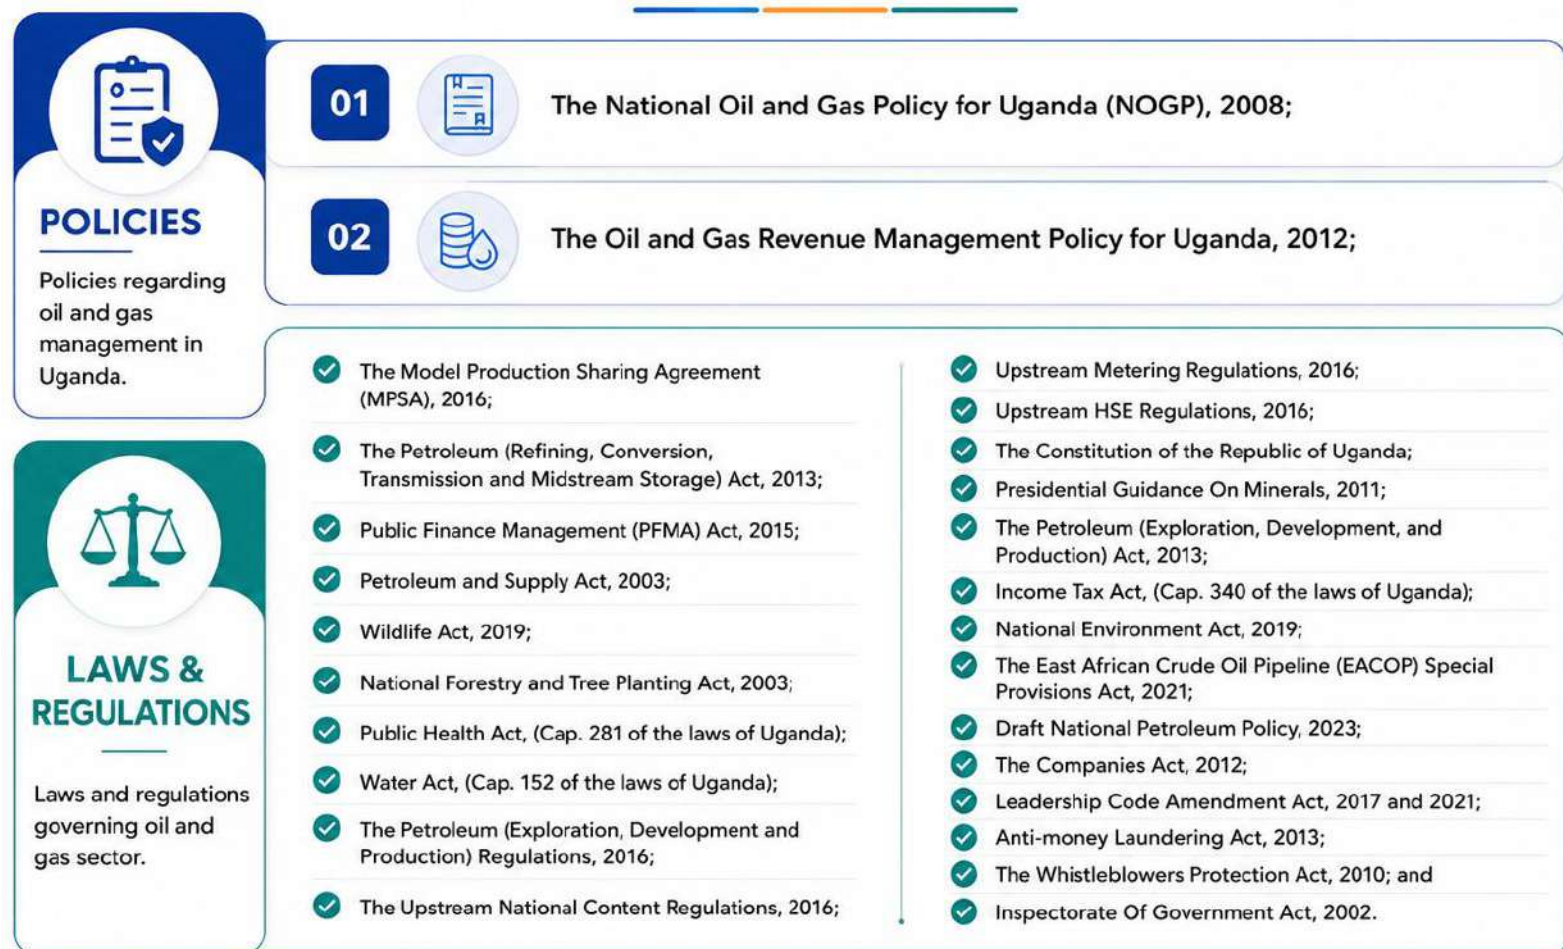 POLICIES
Policies regarding
oil and gas
management in
Uganda.
01
The National Oil and Gas Policy for Uganda (NOGP), 2008;
02
The Oil and Gas Revenue Management Policy for Uganda, 2012;
LAWS &
REGULATIONS
Laws and regulations
governing oil and
gas sector.
The Model Production Sharing Agreement
(MPSA), 2016;
The Petroleum (Refining, Conversion,
Transmission and Midstream Storage) Act, 2013;
Public Finance Management (PFMA) Act, 2015;
Petroleum and Supply Act, 2003;
Wildlife Act, 2019;
National Forestry and Tree Planting Act, 2003;
Public Health Act, (Cap. 281 of the laws of Uganda);
Water Act, (Cap. 152 of the laws of Uganda);
The Petroleum (Exploration, Development and
Production) Regulations, 2016;
The Upstream National Content Regulations, 2016;
Upstream Metering Regulations, 2016;
Upstream HSE Regulations, 2016;
The Constitution of the Republic of Uganda;
Presidential Guidance On Minerals, 2011;
The Petroleum (Exploration, Development, and
Production) Act, 2013;
Income Tax Act, (Cap. 340 of the laws of Uganda);
National Environment Act, 2019;
The East African Crude Oil Pipeline (EACOP) Special
Provisions Act, 2021;
Draft National Petroleum Policy, 2023;
The Companies Act, 2012;
Leadership Code Amendment Act, 2017 and 2021;
Anti-money Laundering Act, 2013;
The Whistleblowers Protection Act, 2010; and
Inspectorate Of Government Act, 2002.